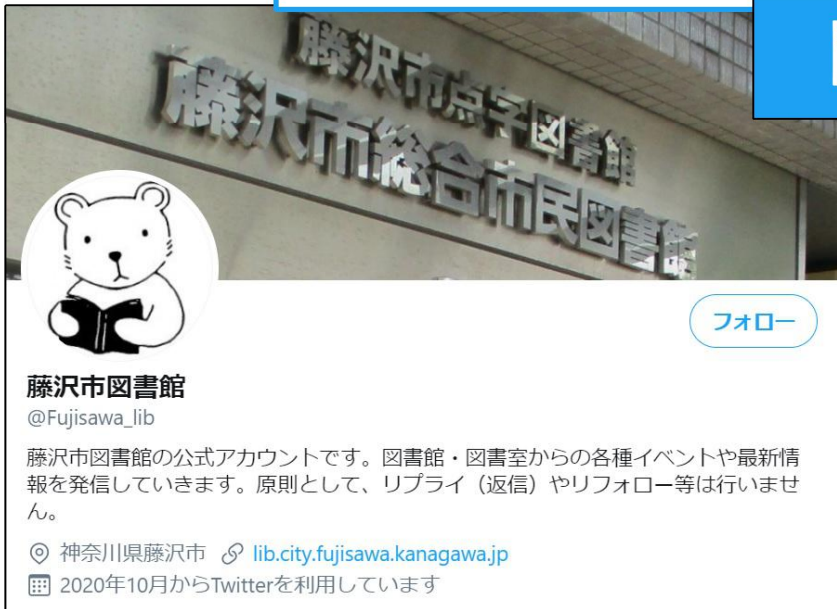 藤沢市点字図書館
藤沢市総合市民図書館
フォロー
藤沢市図書館
@Fujisawa_lib
藤沢市図書館の公式アカウントです。図書館・図書室からの各種イベントや最新情
報を発信していきます。原則として、リプライ（返信）やリフォロー等は行いませ
ん。
神奈川県藤沢市 lib.city.fujisawa.kanagawa.jp
2020年10月からTwitterを利用しています